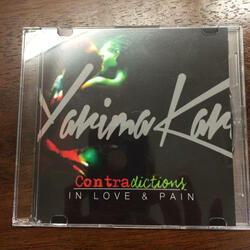 Yarima Kar
Contradictions
IN LOVE & PAIN